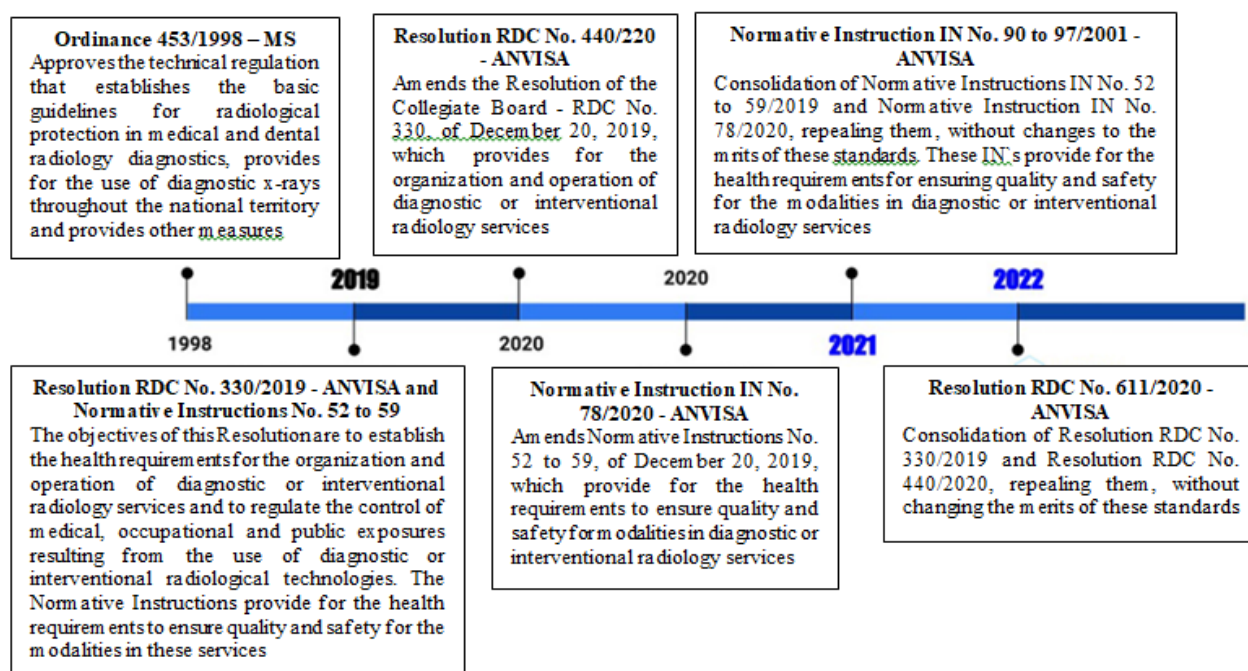 Ordinance 453/1998 – MS
Approves the technical regulation
that establishes the basic
guidelines for radiological
protection in medical and dental
radiology diagnostics, provides
for the use of diagnostic x-rays
throughout the national territory
and provides other measures
Resolution RDC No. 440/220
- ANVISA
Amends the Resolution of the
Collegiate Board - RDC No.
330, of December 20, 2019,
which provides for the
organization and operation of
diagnostic or interventional
radiology services
Normative Instruction IN No. 90 to 97/2001 -
ANVISA
Consolidation of Normative Instructions IN No. 52
to 59/2019 and Normative Instruction IN No.
78/2020, repealing them, without changes to the
mrits of these standards. These IN`s provide for the
health requirements for ensuring quality and safety
for the modalities in diagnostic or interventional
radiology services
2019
2020
2022
1998
2020
2021
Resolution RDC No. 330/2019 - ANVISA and
Normative Instructions No. 52 to 59
The objectives of this Resolution are to establish
the health requirements for the organization and
operation of diagnostic or interventional
radiology services and to regulate the control of
medical, occupational and public exposures
resulting from the use of diagnostic or
interventional radiological technologies. The
Normative Instructions provide for the health
requirements to ensure quality and safety for the
modalities in these services
Normative Instruction IN No.
78/2020 - ANVISA
Amends Normative Instructions No.
52 to 59, of December 20, 2019,
which provide for the health
requirements to ensure quality and
safety for modalities in diagnostic or
interventional radiology services
Resolution RDC No. 611/2020 -
ANVISA
Consolidation of Resolution RDC No.
330/2019 and Resolution RDC No.
440/2020, repealing them, without
changing the merits of these standards